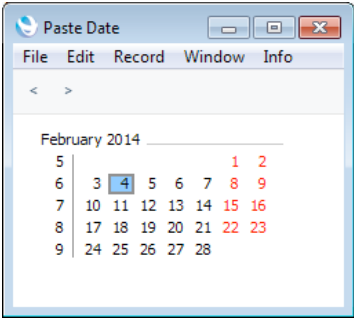 Paste Date
File Edit Record Window Info
< >
February 2014
5 1 2
6 3 4 5 6 7 8 9
7 10 11 12 13 14 15 16
8 17 18 19 20 21 22 23
9 24 25 26 27 28